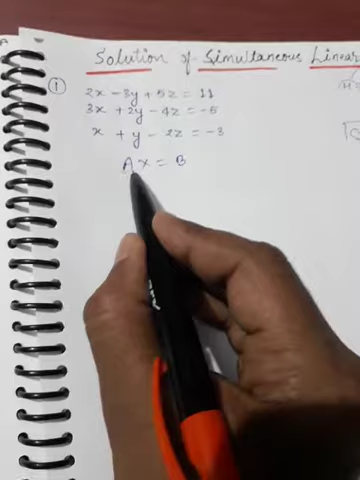 Solution of Simultaneous Linear
① 2x - 3y + 5z = 11
3x + 2y - 4z = -5
x + y - 2z = -3
Ax = B